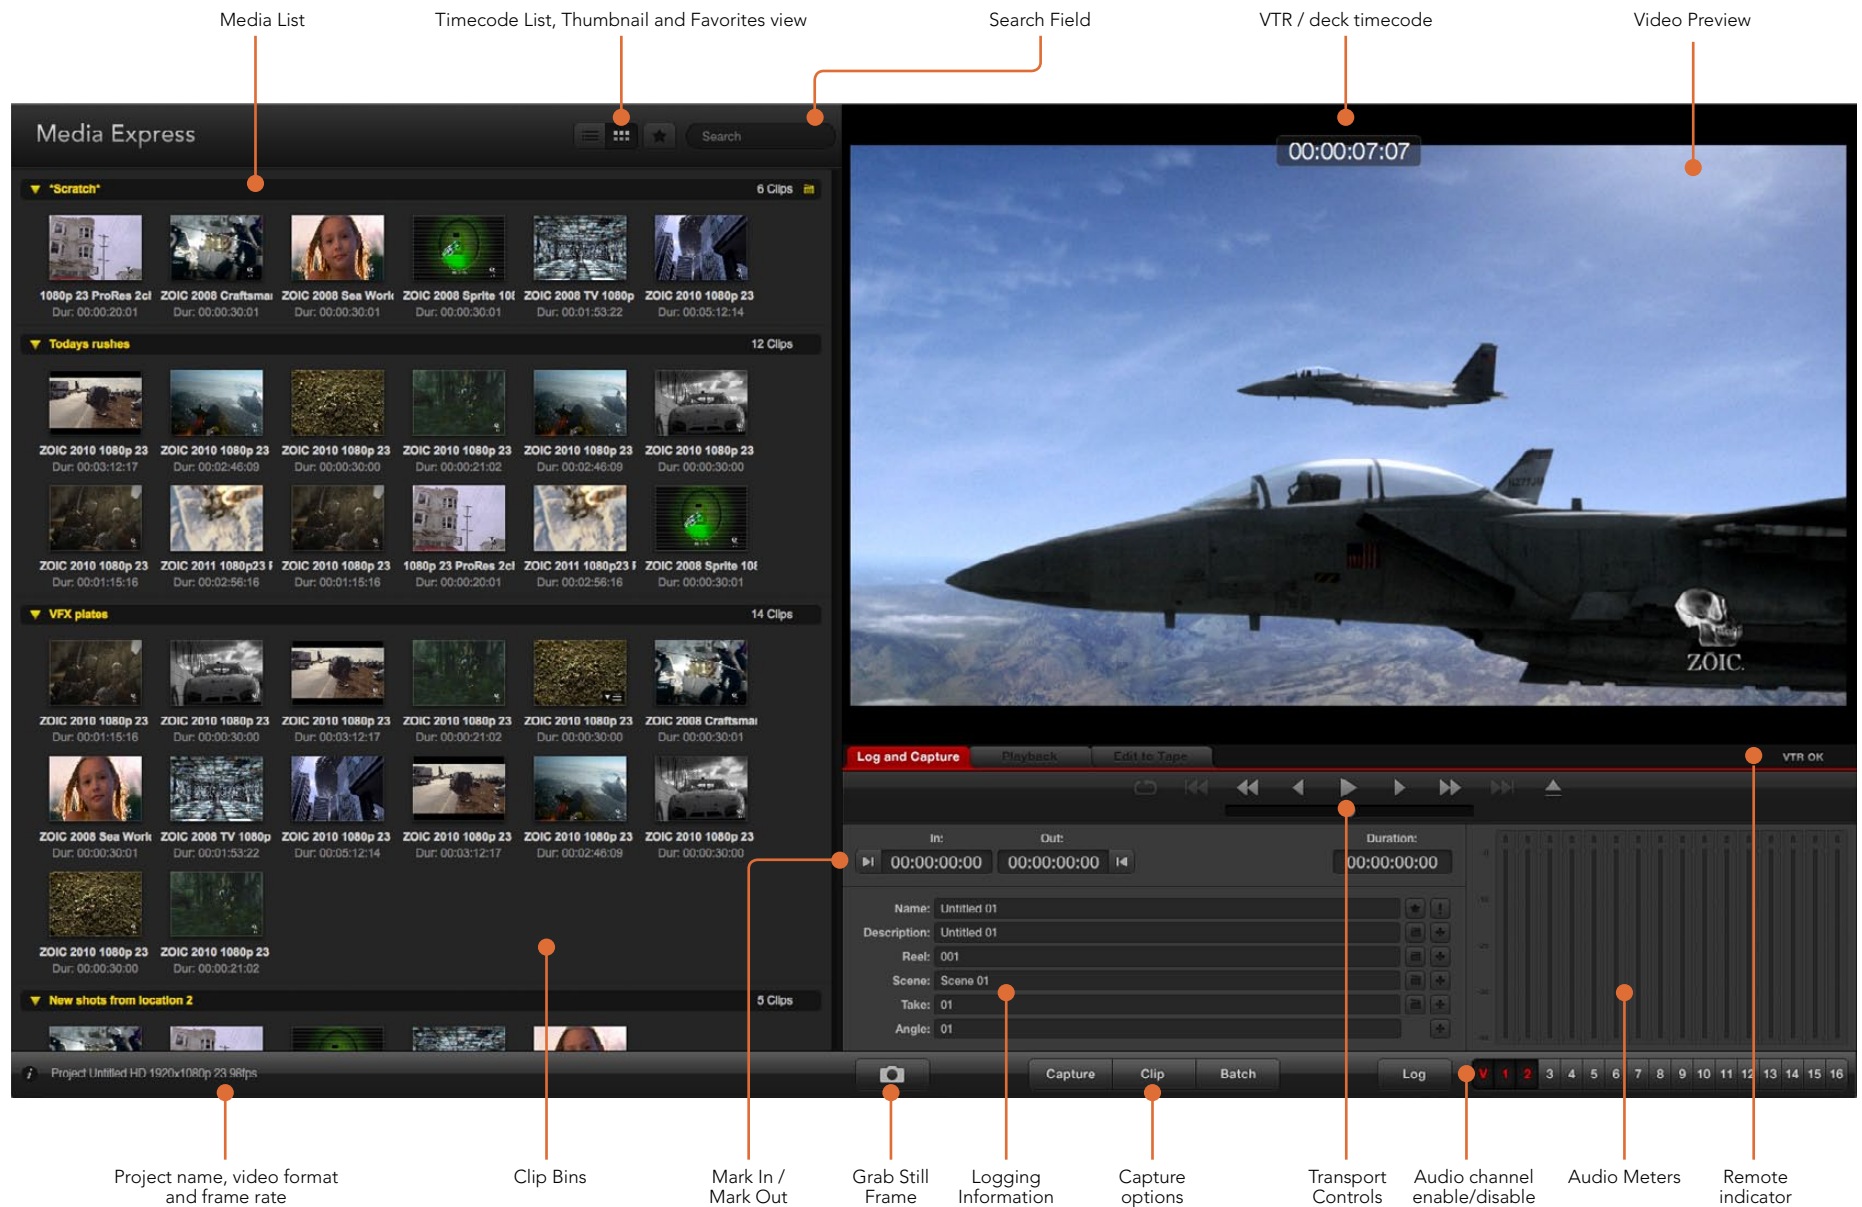 Media List
Timecode List, Thumbnail and Favorites view
Search Field
VTR / deck timecode
Video Preview
Media Express
Search
00:00:07:07
*Scratch*
6 Clips
1080p 23 ProRes 2cl ZOIC 2008 Craftsmai ZOIC 2008 Sea Work ZOIC 2008 Sprite 108 ZOIC 2008 TV 1080p ZOIC 2010 1080p 23
Dur: 00:00:20:01 Dur: 00:00:30:01 Dur: 00:00:30:01 Dur: 00:00:30:01 Dur: 00:01:53:22 Dur: 00:05:12:14
Todays rushes
12 Clips
ZOIC 2010 1080p 23 ZOIC 2010 1080p 23 ZOIC 2010 1080p 23 ZOIC 2010 1080p 23 ZOIC 2010 1080p 23 ZOIC 2010 1080p 23
Dur: 00:03:12:17 Dur: 00:02:46:09 Dur: 00:00:30:00 Dur: 00:00:21:02 Dur: 00:02:46:09 Dur: 00:00:30:00
ZOIC 2010 1080p 23 ZOIC 2011 1080p23 F ZOIC 2010 1080p 23 1080p 23 ProRes 2cl ZOIC 2011 1080p23 F ZOIC 2008 Sprite 108
Dur: 00:01:15:16 Dur: 00:02:56:16 Dur: 00:01:15:16 Dur: 00:00:20:01 Dur: 00:02:56:16 Dur: 00:00:30:01
VFX plates
14 Clips
ZOIC 2010 1080p 23 ZOIC 2010 1080p 23 ZOIC 2010 1080p 23 ZOIC 2010 1080p 23 ZOIC 2010 1080p 23 ZOIC 2008 Craftsmai
Dur: 00:01:15:16 Dur: 00:00:30:00 Dur: 00:03:12:17 Dur: 00:00:21:02 Dur: 00:00:30:00 Dur: 00:00:30:01
ZOIC 2008 Sea Work ZOIC 2008 TV 1080p ZOIC 2010 1080p 23 ZOIC 2010 1080p 23 ZOIC 2010 1080p 23 ZOIC 2010 1080p 23
Dur: 00:00:30:01 Dur: 00:01:53:22 Dur: 00:05:12:14 Dur: 00:03:12:17 Dur: 00:02:46:09 Dur: 00:00:30:00
ZOIC 2010 1080p 23 ZOIC 2010 1080p 23
Dur: 00:00:30:00 Dur: 00:00:21:02
New shots from location 2
5 Clips
Project Untitled HD 1920x1080p 23.98fps
ZOIC.
Log and Capture
Playback
Edit to Tape
VTR OK
In:
Out:
Duration:
00:00:00:00
00:00:00:00
00:00:00:00
Name: Untitled 01
Description: Untitled 01
Reel: 001
Scene: Scene 01
Take: 01
Angle: 01
Capture
Clip
Batch
Log
V 1 2 3 4 5 6 7 8 9 10 11 12 13 14 15 16
Project name, video format
and frame rate
Clip Bins
Mark In /
Mark Out
Grab Still
Frame
Logging
Information
Capture
options
Transport
Controls
Audio channel
enable/disable
Audio Meters
Remote
indicator